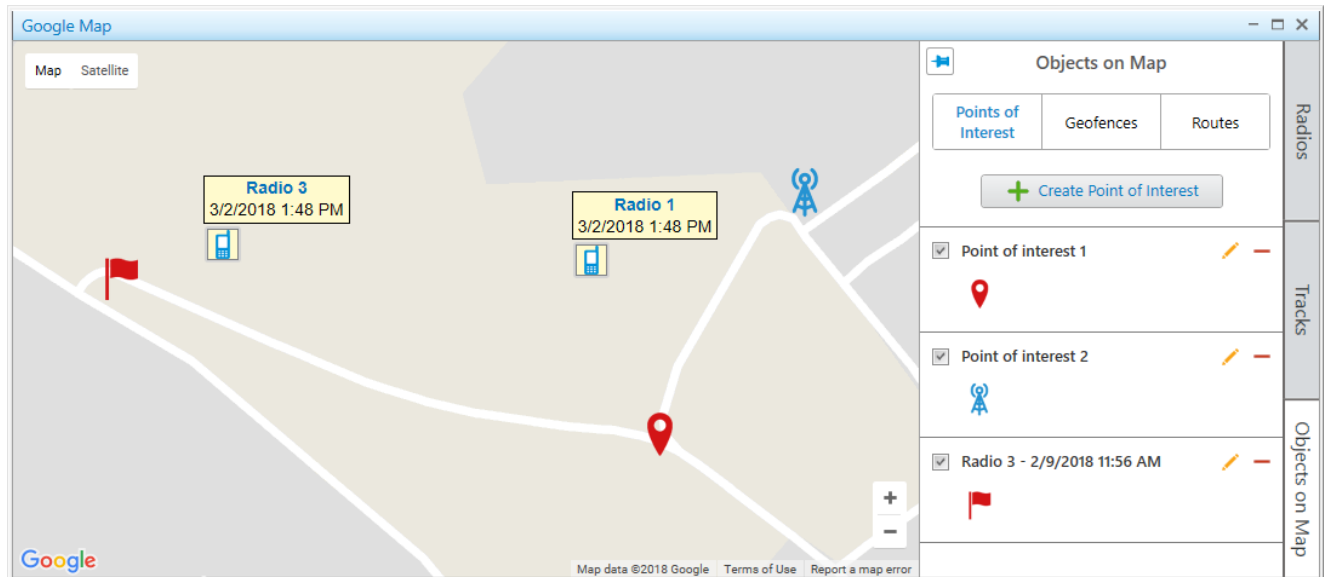 Google Map
Map Satellite
Radio 3
3/2/2018 1:48 PM
Radio 1
3/2/2018 1:48 PM
Google
Map data ©2018 Google Terms of Use Report a map error
Objects on Map
Points of
Interest
Geofences
Routes
Create Point of Interest
Point of interest 1
Point of interest 2
Radio 3 - 2/9/2018 11:56 AM
Radios
Tracks
Objects on Map